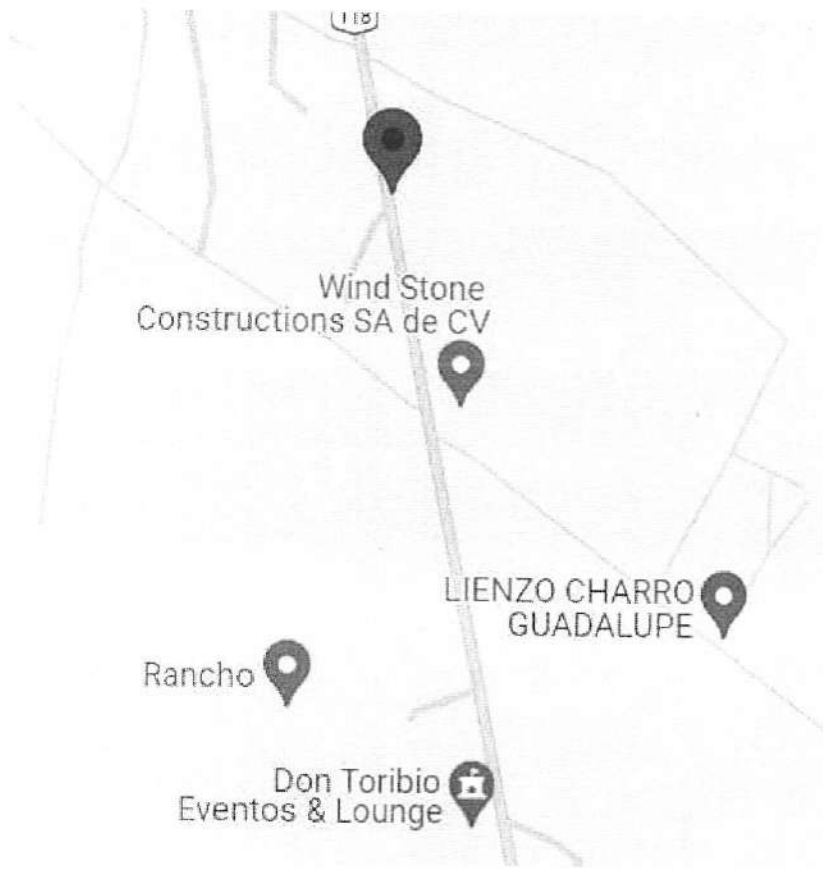 118
Wind Stone
Constructions SA de CV
LIENZO CHARRO
GUADALUPE
Rancho
Don Toribio
Eventos & Lounge